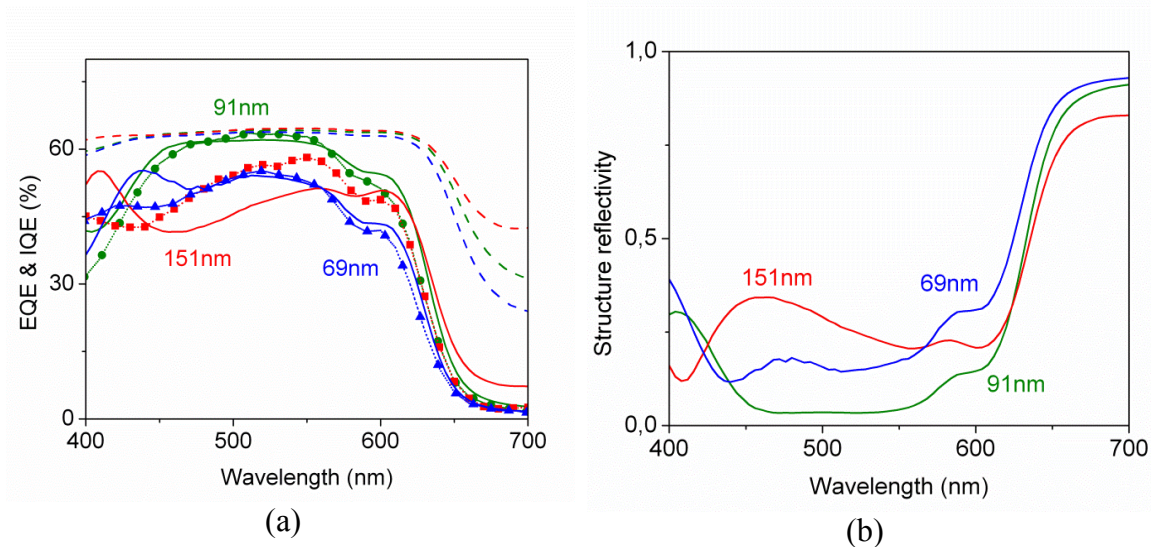 EQE & IQE (%)
60
30
0
91nm
151nm
69nm
400 500 600 700
Wavelength (nm)
(a)
Structure reflectivity
1,0
0,5
0,0
151nm
69nm
91nm
400 500 600 700
Wavelength (nm)
(b)